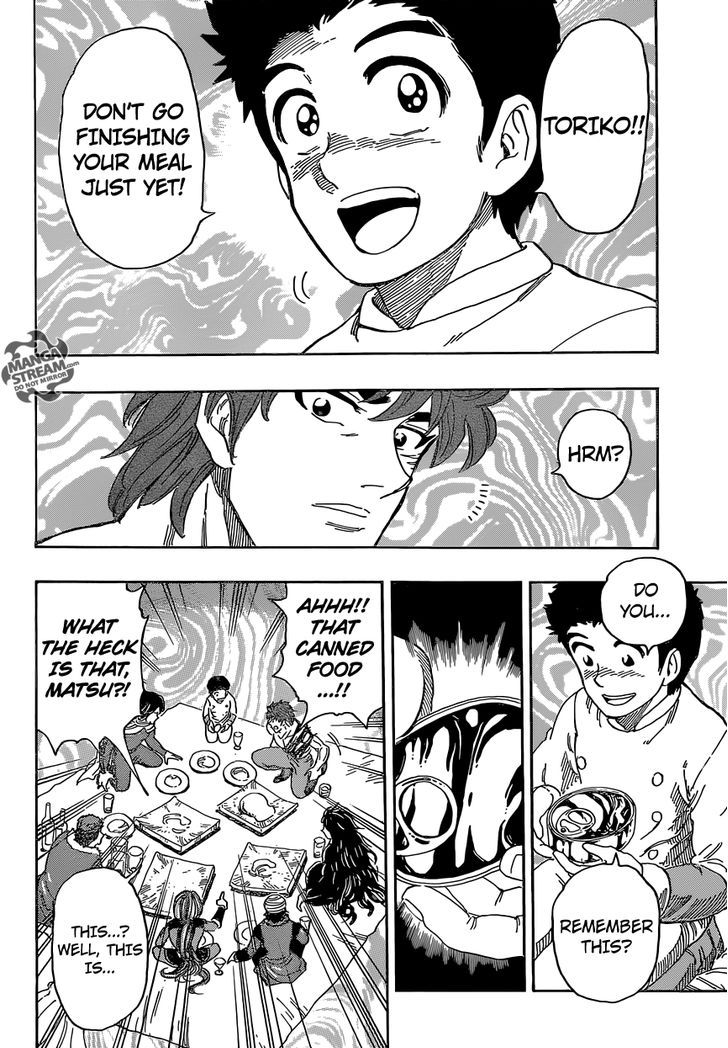 TORIKO!!
DON'T GO
FINISHING
YOUR MEAL
JUST YET!
MANGA
STREAM.com
DO NOT MIRROR
HRM?
DO
YOU...
REMEMBER
THIS?
AHHH!!
THAT
CANNED
FOOD
...!!
WHAT
THE HECK
IS THAT,
MATSU?!
THIS...?
WELL, THIS
IS...